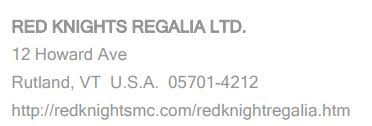 RED KNIGHTS REGALIA LTD.
12 Howard Ave
Rutland, VT  U.S.A.  05701-4212
http://redknightsmc.com/redknightregalia.htm